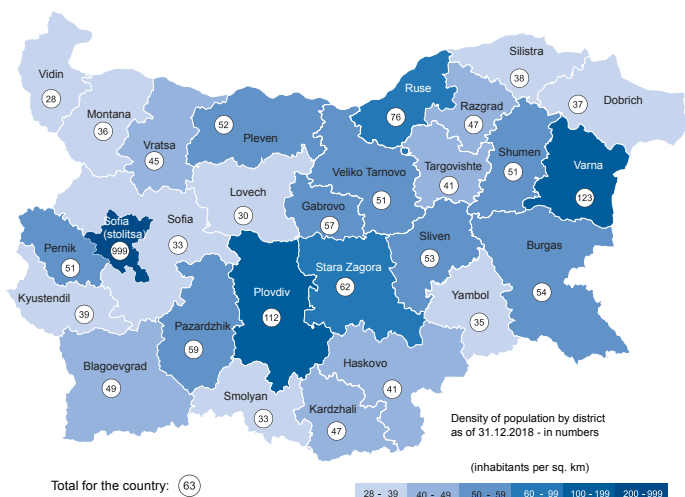 Silistra
38
Vidin
28
Ruse
76
Dobrich
37
Montana
36
Razgrad
47
Pleven
52
Vratsa
45
Shumen
51
Varna
123
Veliko Tarnovo
51
Targovishte
41
Lovech
30
Gabrovo
57
Sofia
(stolitsa)
999
Sofia
33
Pernik
51
Sliven
53
Burgas
54
Stara Zagora
62
Plovdiv
112
Yambol
35
Kyustendil
39
Pazardzhik
59
Blagoevgrad
49
Haskovo
41
Smolyan
33
Kardzhali
47
Density of population by district
as of 31.12.2018 - in numbers
(inhabitants per sq. km)
Total for the country: 63
28 - 39 40 - 49 50 - 59 60 - 99 100 - 199 200 - 999